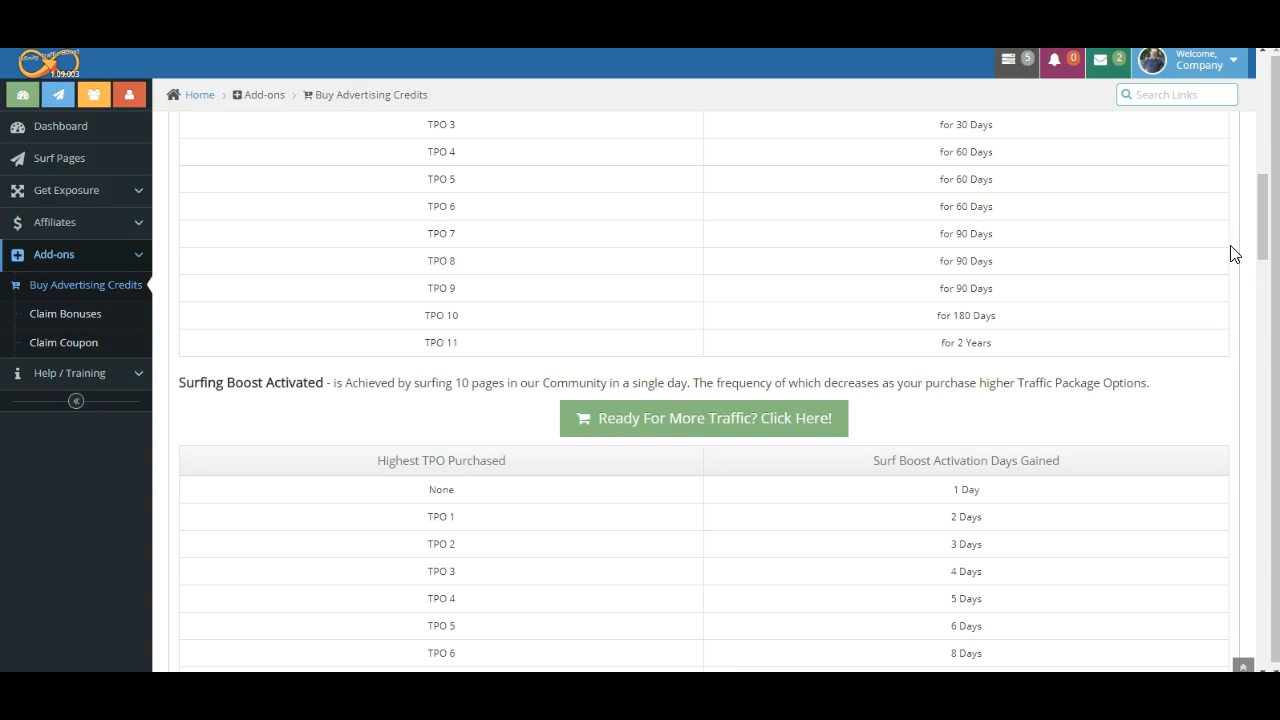 Infinity Traffic Boost
1.09.003
5
0
2
Welcome,
Company
Home
Add-ons
Buy Advertising Credits
Search Links
Dashboard
Surf Pages
Get Exposure
Affiliates
Add-ons
Buy Advertising Credits
Claim Bonuses
Claim Coupon
Help / Training
TPO 3 for 30 Days
TPO 4 for 60 Days
TPO 5 for 60 Days
TPO 6 for 60 Days
TPO 7 for 90 Days
TPO 8 for 90 Days
TPO 9 for 90 Days
TPO 10 for 180 Days
TPO 11 for 2 Years
Surfing Boost Activated - is Achieved by surfing 10 pages in our Community in a single day. The frequency of which decreases as your purchase higher Traffic Package Options.
Ready For More Traffic? Click Here!
Highest TPO Purchased Surf Boost Activation Days Gained
None 1 Day
TPO 1 2 Days
TPO 2 3 Days
TPO 3 4 Days
TPO 4 5 Days
TPO 5 6 Days
TPO 6 8 Days